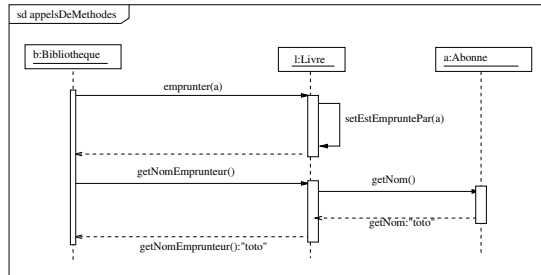 sd appelsDeMethodes
b:Bibliotheque
l:Livre
a:Abonne
emprunter(a)
setEstEmpruntePar(a)
getNomEmprunteur()
getNom()
getNom:"toto"
getNomEmprunteur():"toto"